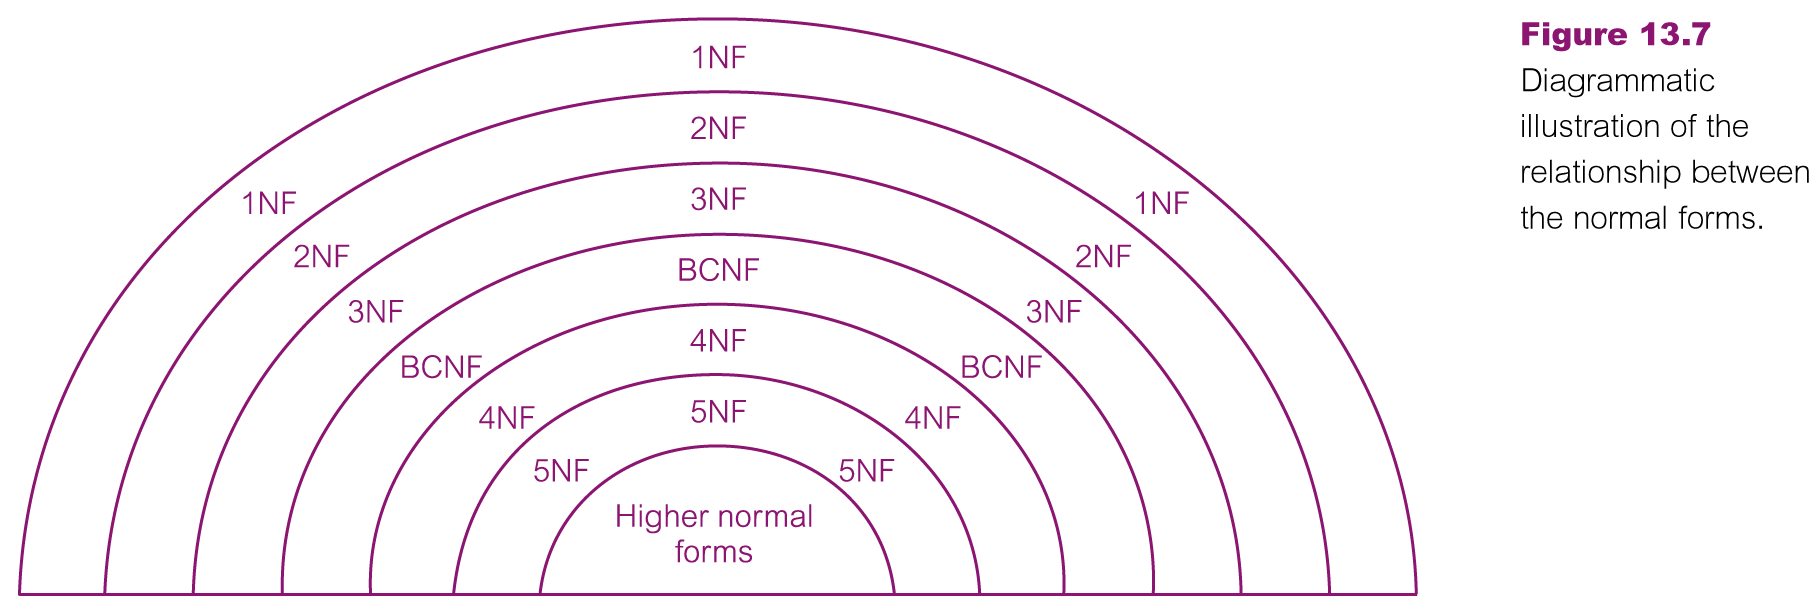 1NF
2NF
3NF
BCNF
4NF
5NF
1NF
2NF
3NF
BCNF
4NF
5NF
1NF
2NF
3NF
BCNF
4NF
5NF
Higher normal
forms
Figure 13.7
Diagrammatic
illustration of the
relationship between
the normal forms.